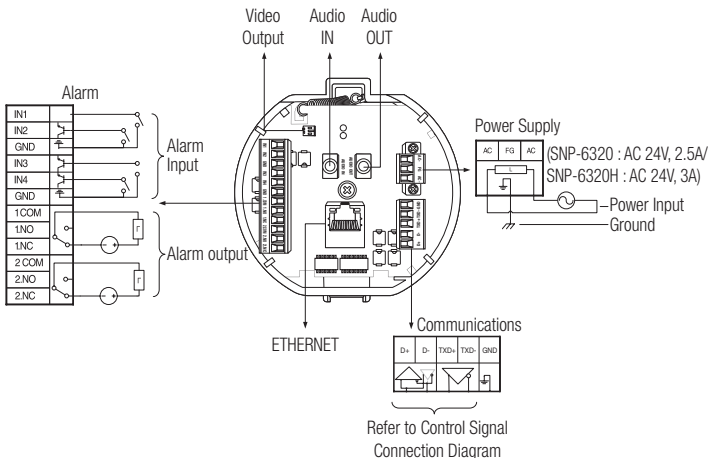 Video
Output
Audio
IN
Audio
OUT
Alarm
IN1
IN2
GND
IN3
IN4
GND
1.COM
1.NO
1.NC
2.COM
2.NO
2.NC
Alarm
Input
Alarm output
Power Supply
AC FG AC
(SNP-6320 : AC 24V, 2.5A/
SNP-6320H : AC 24V, 3A)
Power Input
Ground
ETHERNET
Communications
D+ D- TXD+ TXD- GND
Refer to Control Signal
Connection Diagram